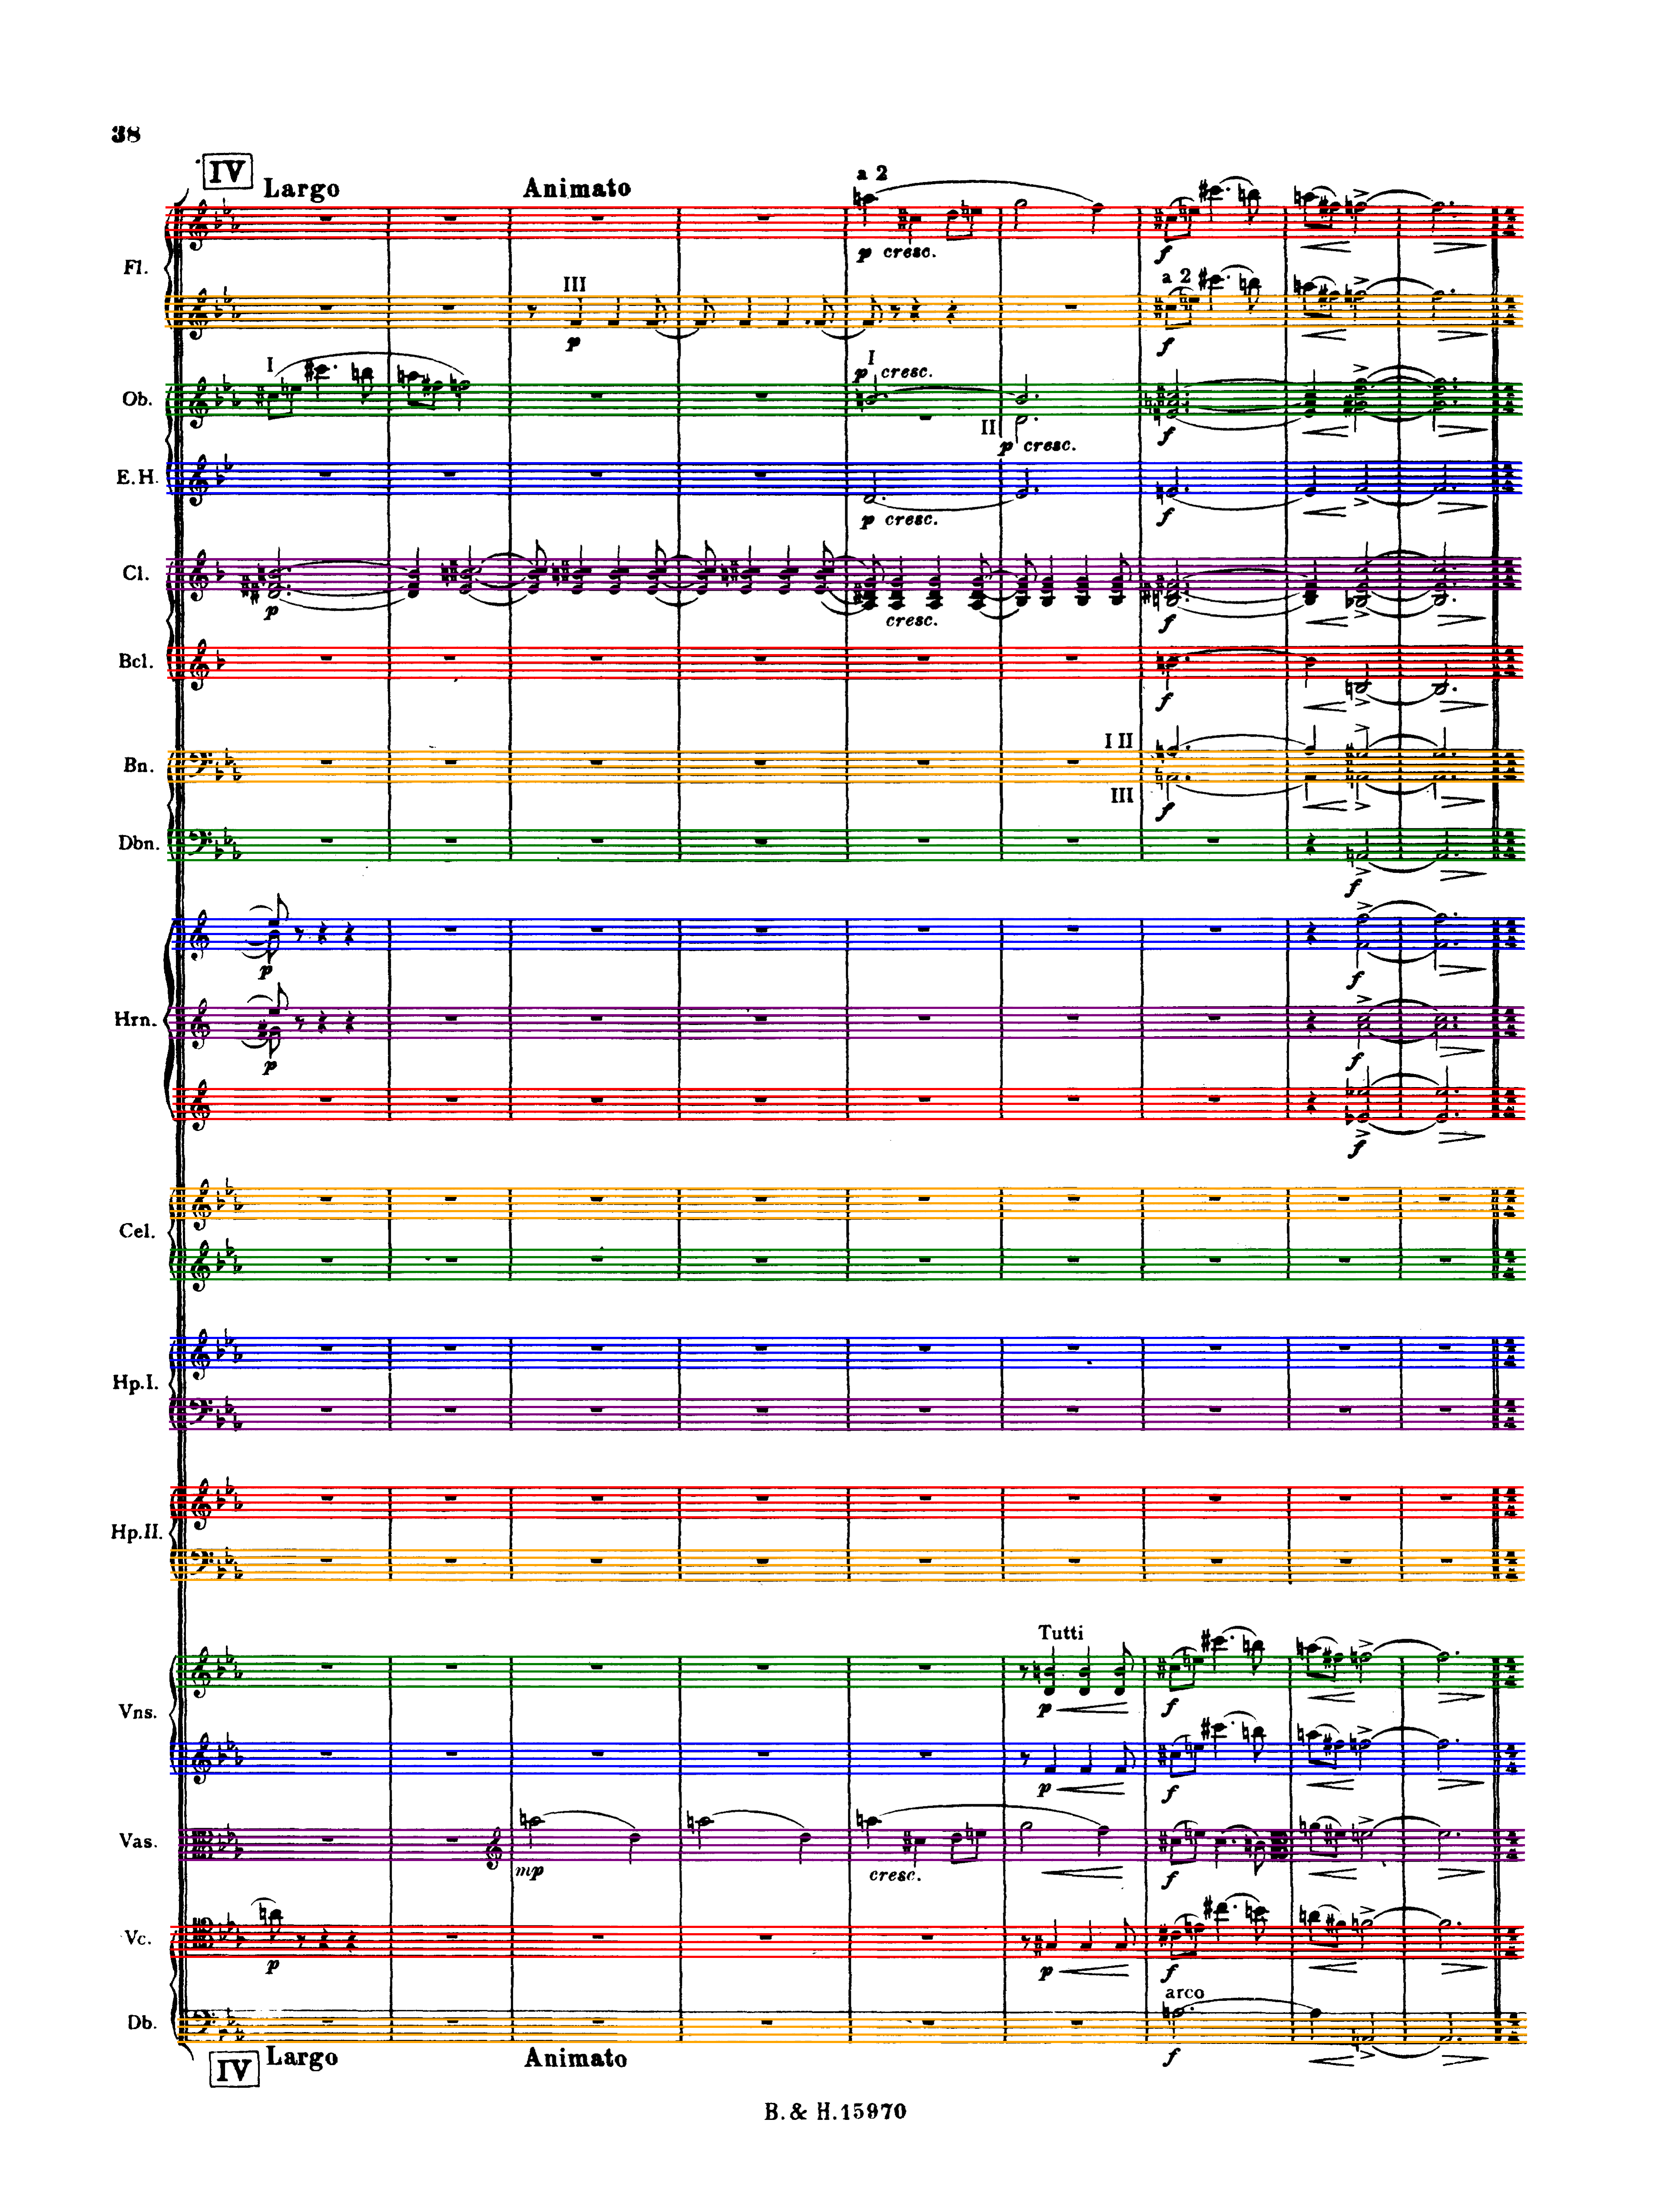 38
IV Largo Animato a 2
Fl.
p cresc. f
III
p
a 2
f
Ob.
I
I
p cresc.
II
p cresc.
f
E.H.
p cresc. f
Cl.
p cresc. f
Bcl.
f
Bn.
I II
III
f
Dbn.
f
p f
Hrn.
p f
f
Cel.
Hp.I.
Hp.II.
Tutti
Vns.
p f
p f
Vas.
mp cresc. f
Vc.
p p f
arco
Db.
f
IV Largo Animato
B. & H. 15970